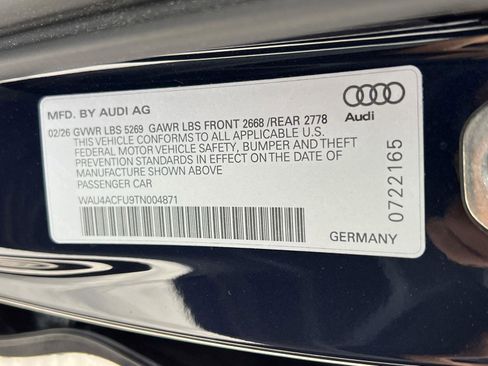 MFD. BY AUDI AG
02/26 GVWR LBS 5269 GAWR LBS FRONT 2668 /REAR 2778
THIS VEHICLE CONFORMS TO ALL APPLICABLE U.S.
FEDERAL MOTOR VEHICLE SAFETY, BUMPER AND THEFT
PREVENTION STANDARDS IN EFFECT ON THE DATE OF
MANUFACTURE SHOWN ABOVE
PASSENGER CAR
WAU4ACFU9TN004871
Audi
0722165
GERMANY